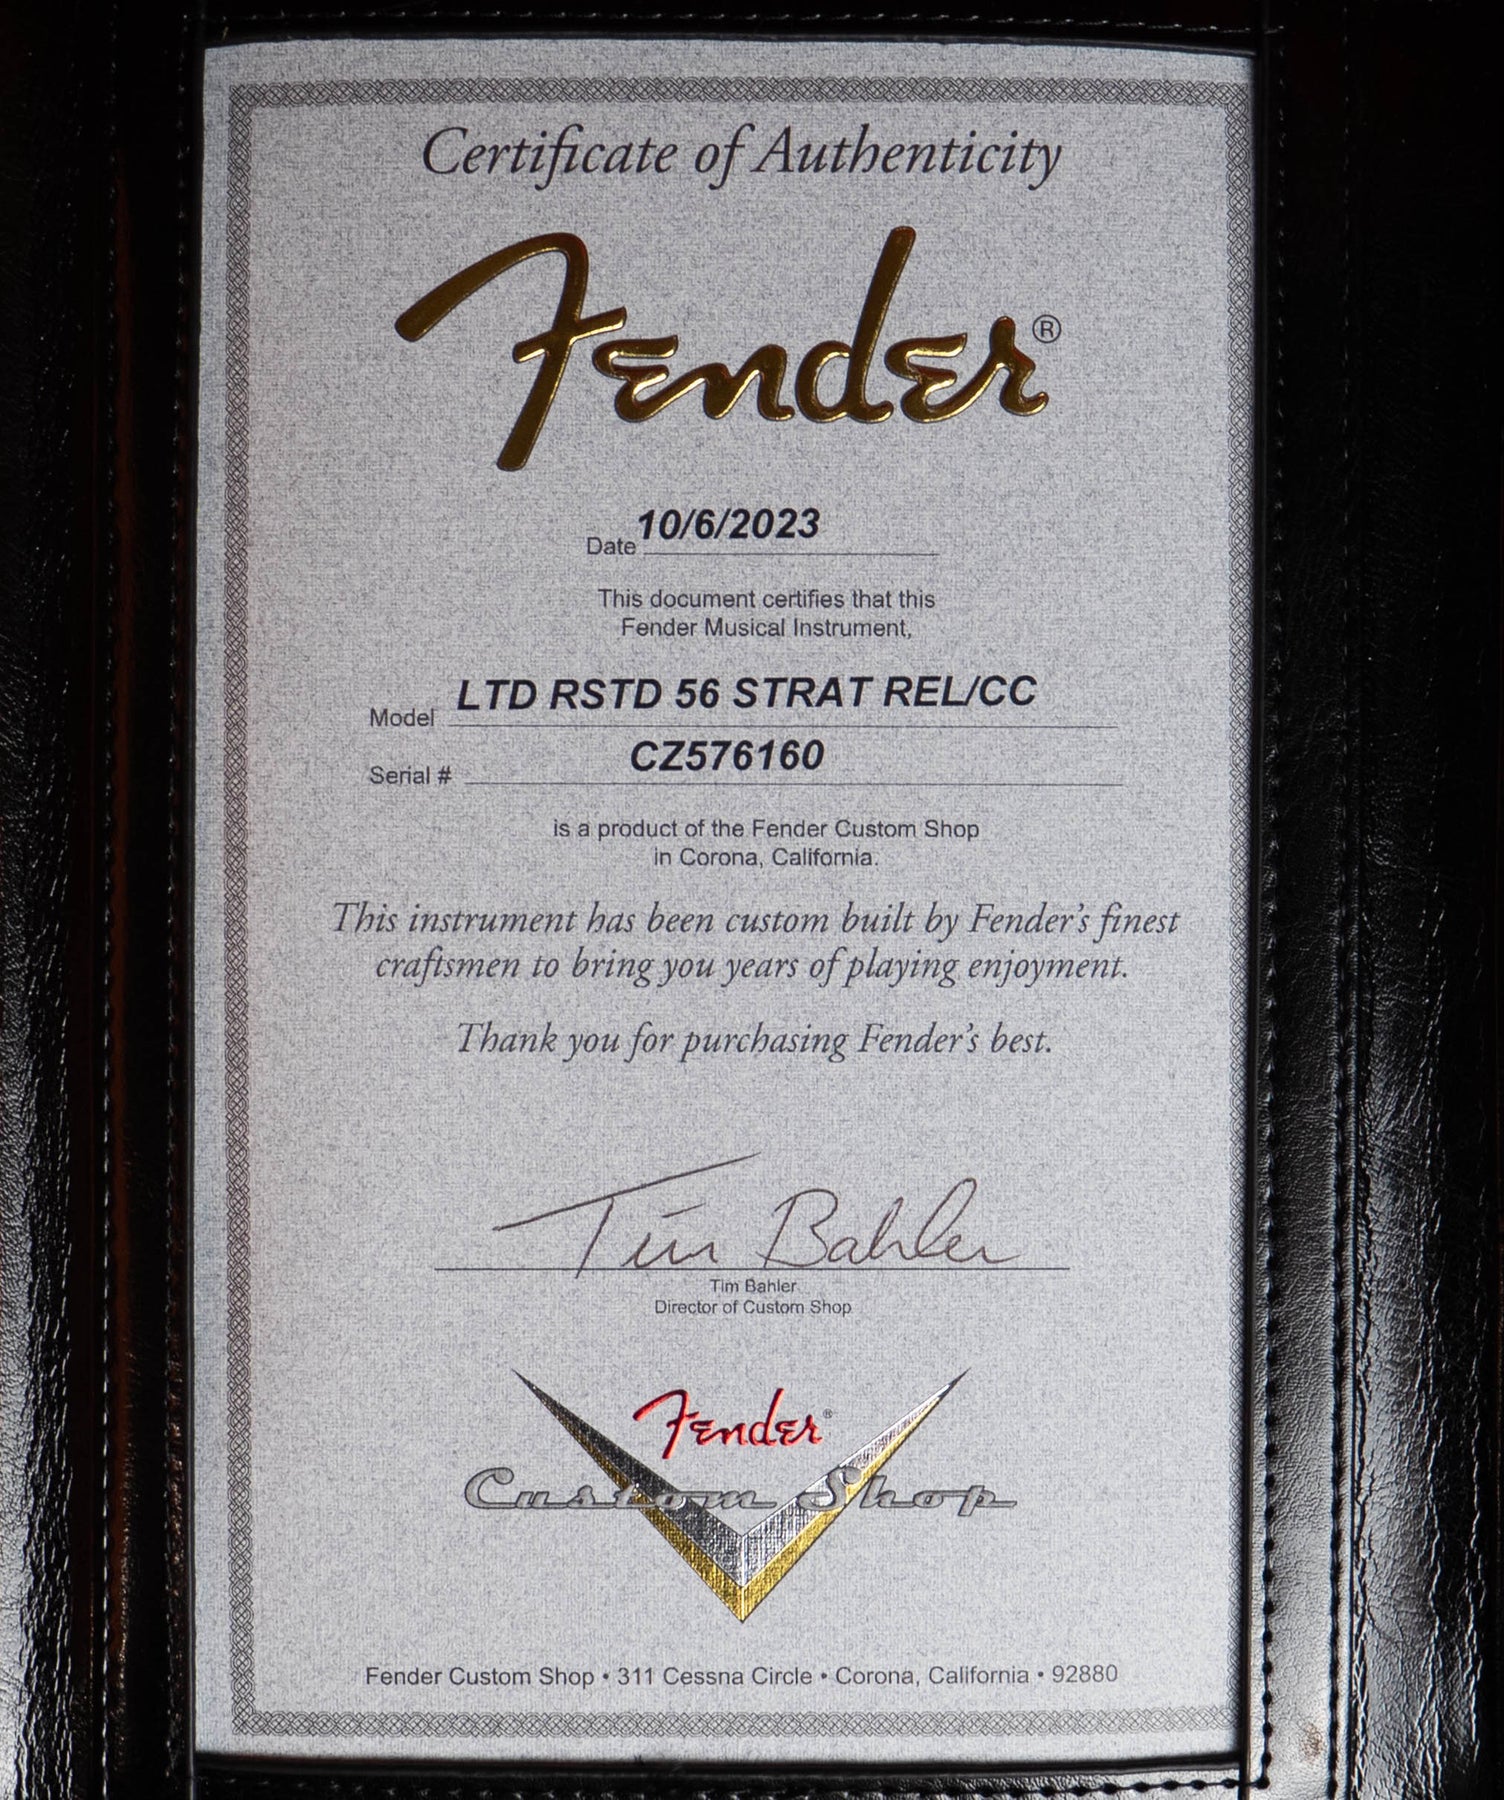 Certificate of Authenticity
Fender®
Date 10/6/2023
This document certifies that this
Fender Musical Instrument,
Model LTD RSTD 56 STRAT REL/CC
Serial # CZ576160
is a product of the Fender Custom Shop
in Corona, California.
This instrument has been custom built by Fender's finest
craftsmen to bring you years of playing enjoyment.
Thank you for purchasing Fender's best.
Tim Bahler
Tim Bahler
Director of Custom Shop
Fender®
Custom Shop
Fender Custom Shop • 311 Cessna Circle • Corona, California • 92880